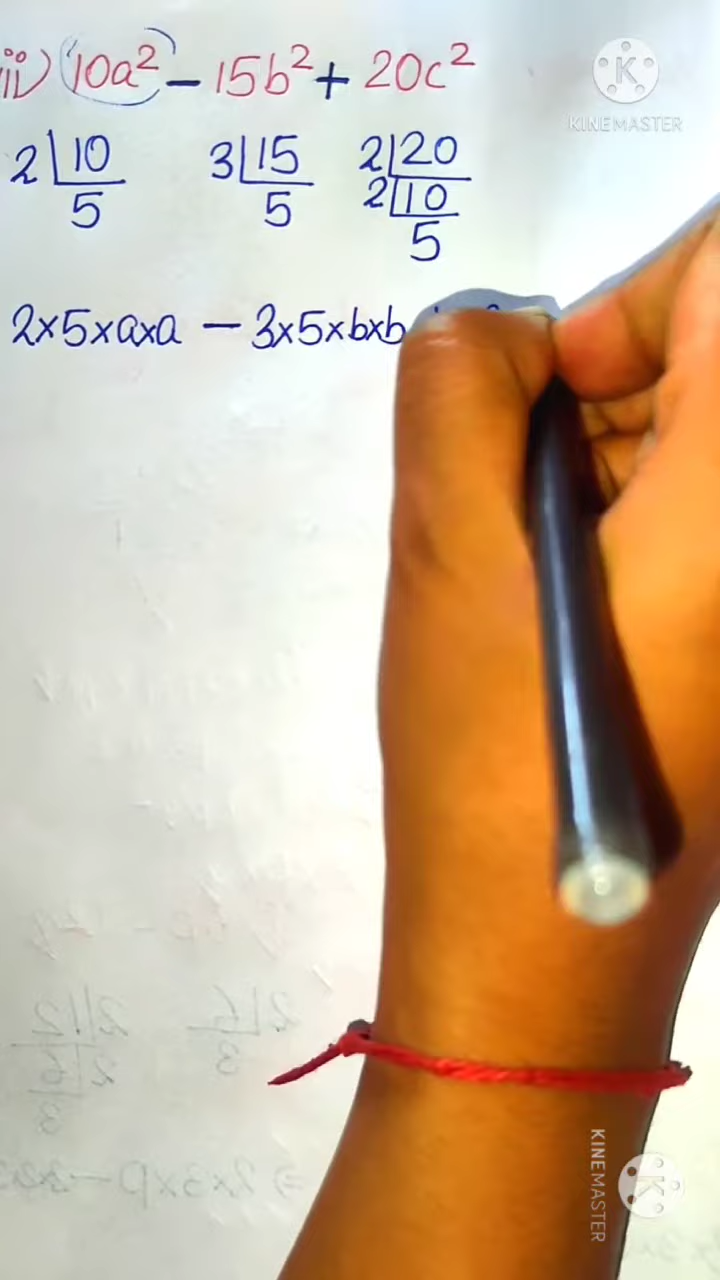 ii) 10a² - 15b² + 20c²
KINEMASTER
2 10 3 15 2 20
5 5 2 10
5
2×5×a×a - 3×5×b×b
KINEMASTER